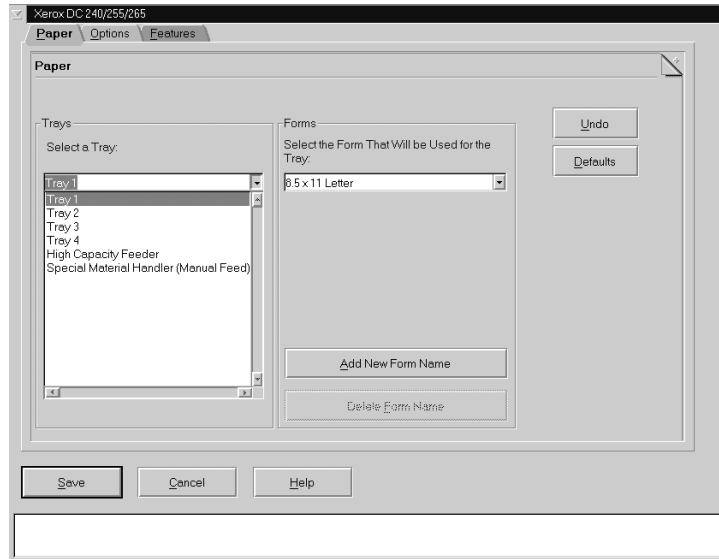 Xerox DC 240/255/265
Paper Options Features
Paper
Trays
Select a Tray:
Tray 1
Tray 1
Tray 2
Tray 3
Tray 4
High Capacity Feeder
Special Material Handler (Manual Feed)
Forms
Select the Form That Will be Used for the
Tray:
8.5 x 11 Letter
Add New Form Name
Delete Form Name
Undo
Defaults
Save Cancel Help